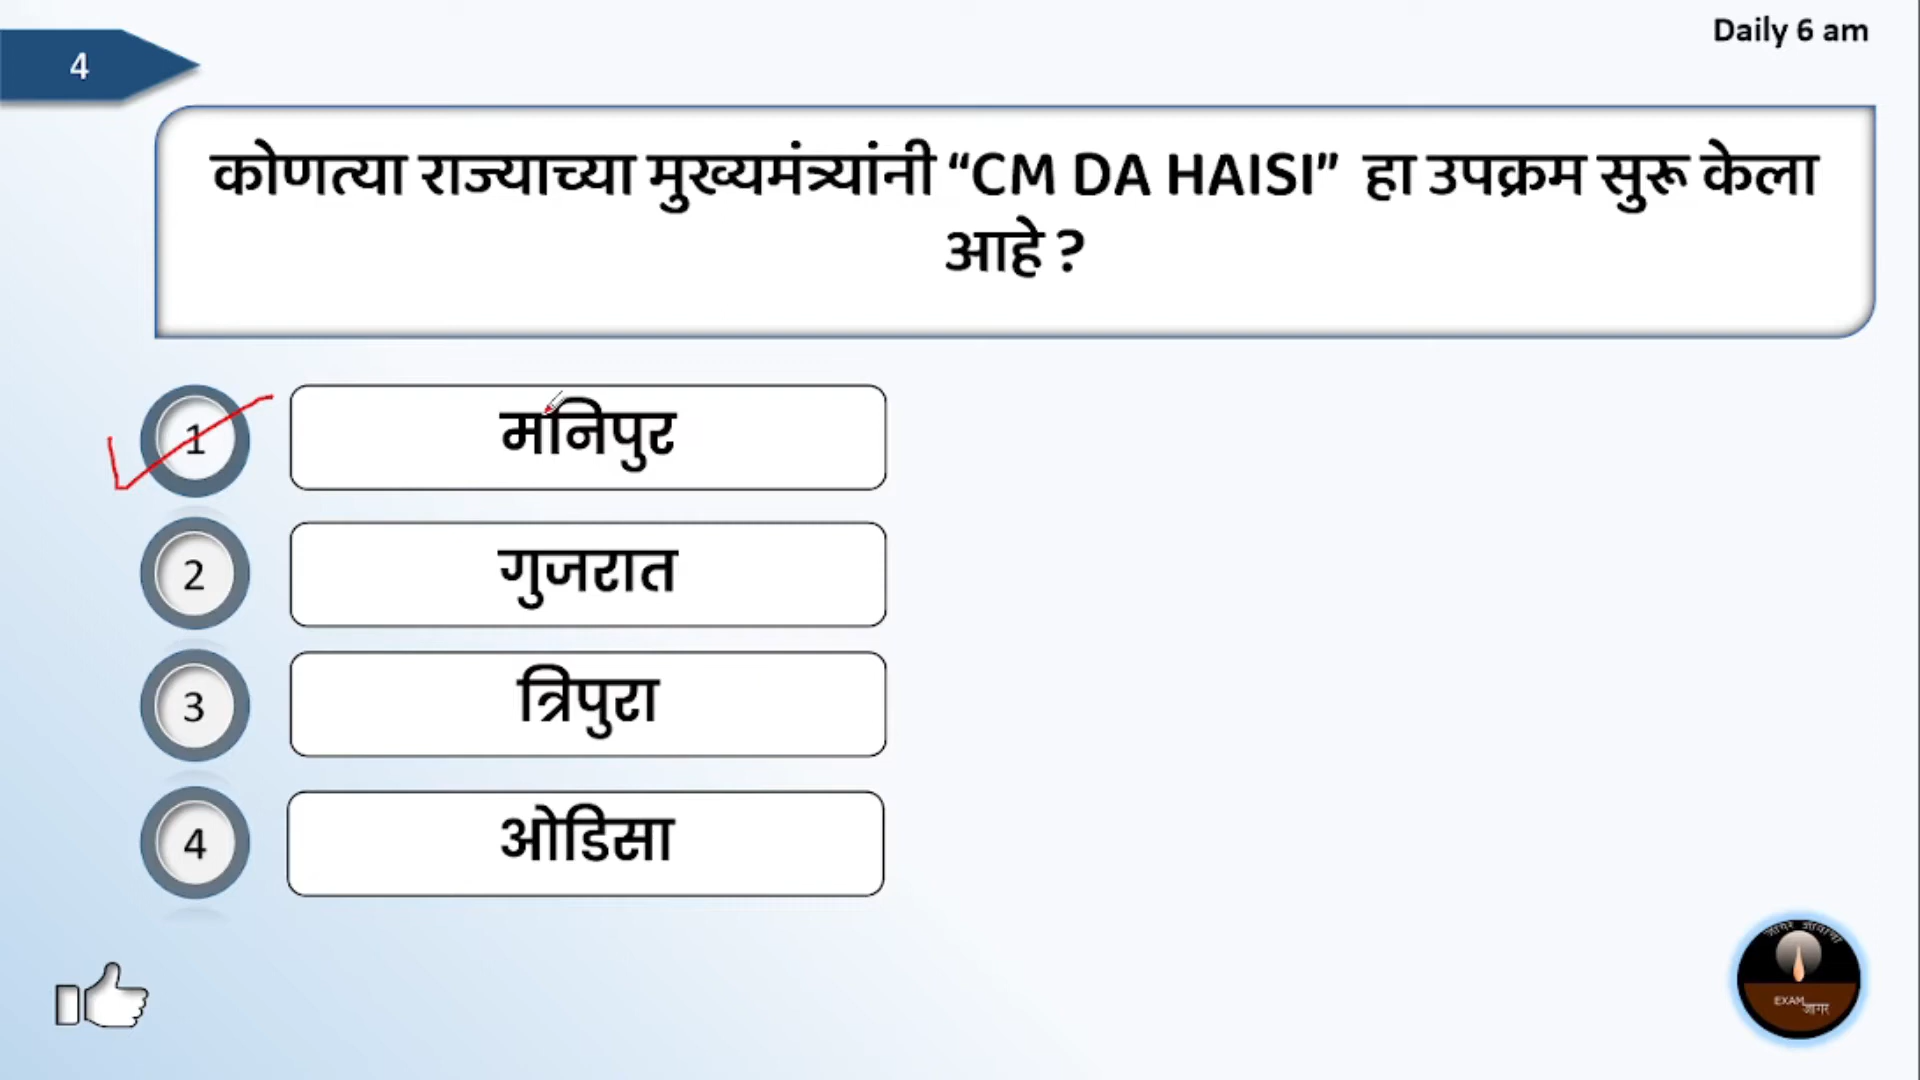 Daily 6 am
4
कोणत्या राज्याच्या मुख्यमंत्र्यांनी “CM DA HAISI” हा उपक्रम सुरू केला
आहे ?
1
मनिपुर
2
गुजरात
3
त्रिपुरा
4
ओडिसा
EXAM
जागर